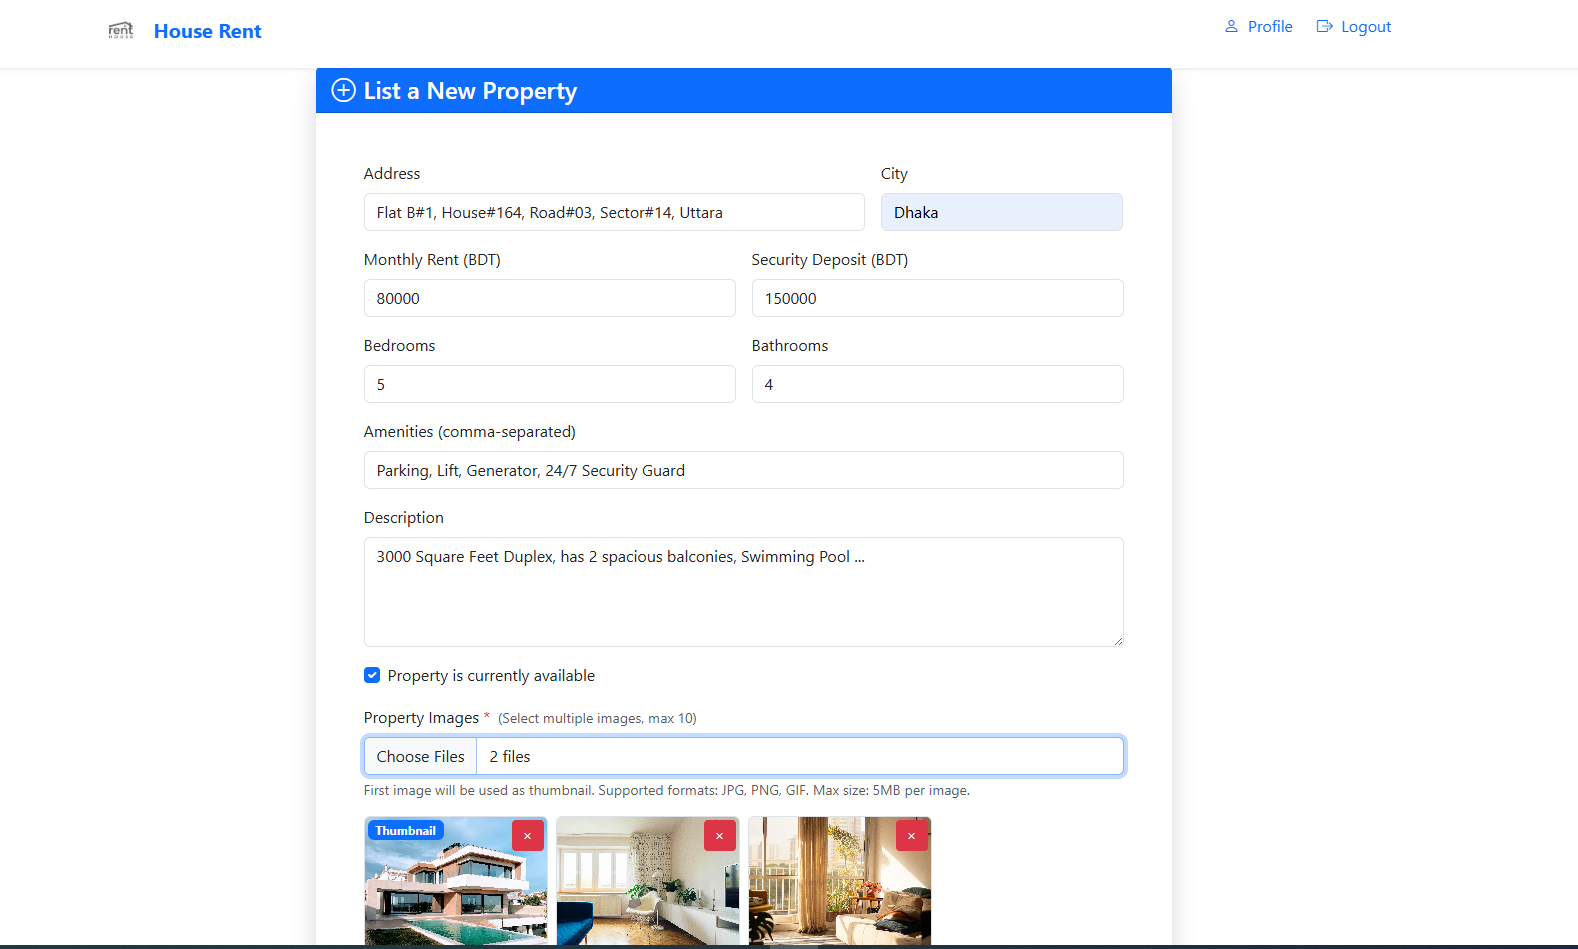 rent
HOUSE
House Rent
Profile
Logout
List a New Property
Address
City
Flat B#1, House#164, Road#03, Sector#14, Uttara
Dhaka
Monthly Rent (BDT)
Security Deposit (BDT)
80000
150000
Bedrooms
Bathrooms
5
4
Amenities (comma-separated)
Parking, Lift, Generator, 24/7 Security Guard
Description
3000 Square Feet Duplex, has 2 spacious balconies, Swimming Pool ...
Property is currently available
Property Images * (Select multiple images, max 10)
Choose Files 2 files
First image will be used as thumbnail. Supported formats: JPG, PNG, GIF. Max size: 5MB per image.
Thumbnail